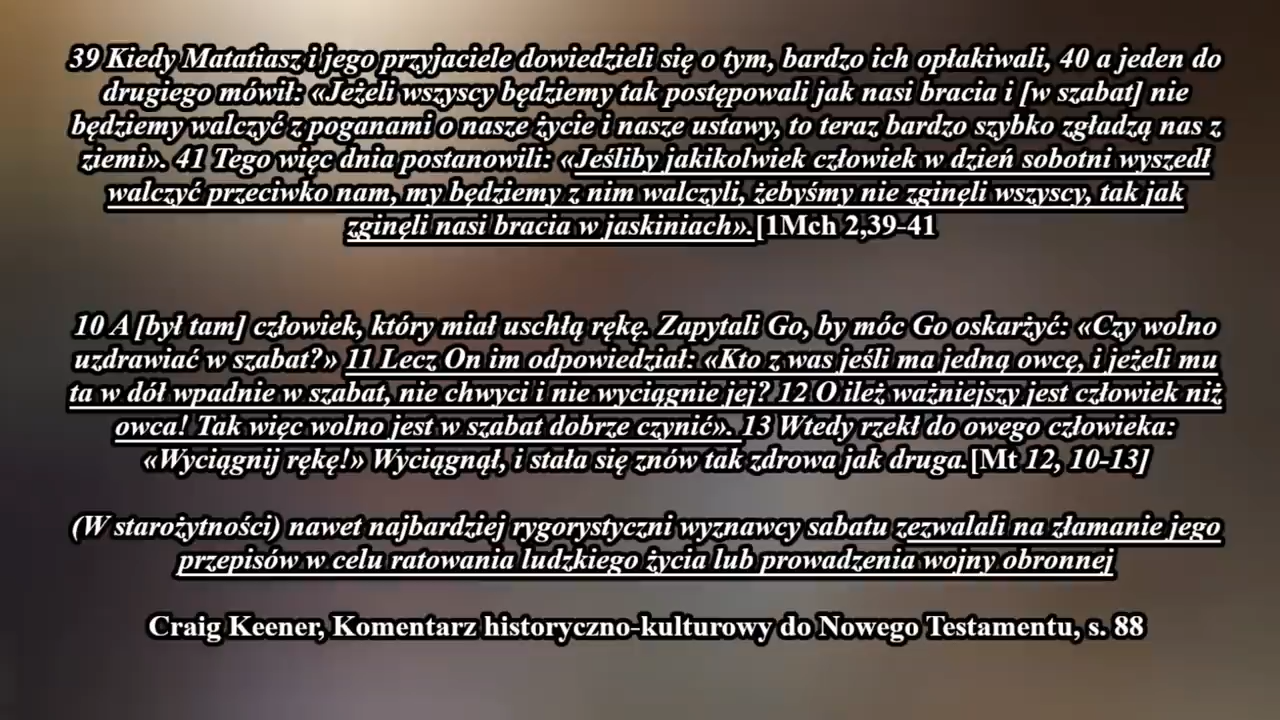 39 Kiedy Matatiasz i jego przyjaciele dowiedzieli się o tym, bardzo ich opłakiwali, 40 a jeden do
drugiego mówił: «Jeżeli wszyscy będziemy tak postępowali jak nasi bracia i [w szabat] nie
będziemy walczyć z poganami o nasze życie i nasze ustawy, to teraz bardzo szybko zgładzą nas z
ziemi». 41 Tego więc dnia postanowili: «Jeśliby jakikolwiek człowiek w dzień sobotni wyszedł
walczyć przeciwko nam, my będziemy z nim walczyli, żebyśmy nie zginęli wszyscy, tak jak
zginęli nasi bracia w jaskiniach».[1Mch 2,39-41
10 A [był tam] człowiek, który miał uschłą rękę. Zapytali Go, by móc Go oskarżyć: «Czy wolno
uzdrawiać w szabat?» 11 Lecz On im odpowiedział: «Kto z was jeśli ma jedną owcę, i jeżeli mu
ta w dół wpadnie w szabat, nie chwyci i nie wyciągnie jej? 12 O ileż ważniejszy jest człowiek niż
owca! Tak więc wolno jest w szabat dobrze czynić». 13 Wtedy rzekł do owego człowieka:
«Wyciągnij rękę!» Wyciągnął, i stała się znów tak zdrowa jak druga.[Mt 12, 10-13]
(W starożytności) nawet najbardziej rygorystyczni wyznawcy sabatu zezwalali na złamanie jego
przepisów w celu ratowania ludzkiego życia lub prowadzenia wojny obronnej
Craig Keener, Komentarz historyczno-kulturowy do Nowego Testamentu, s. 88